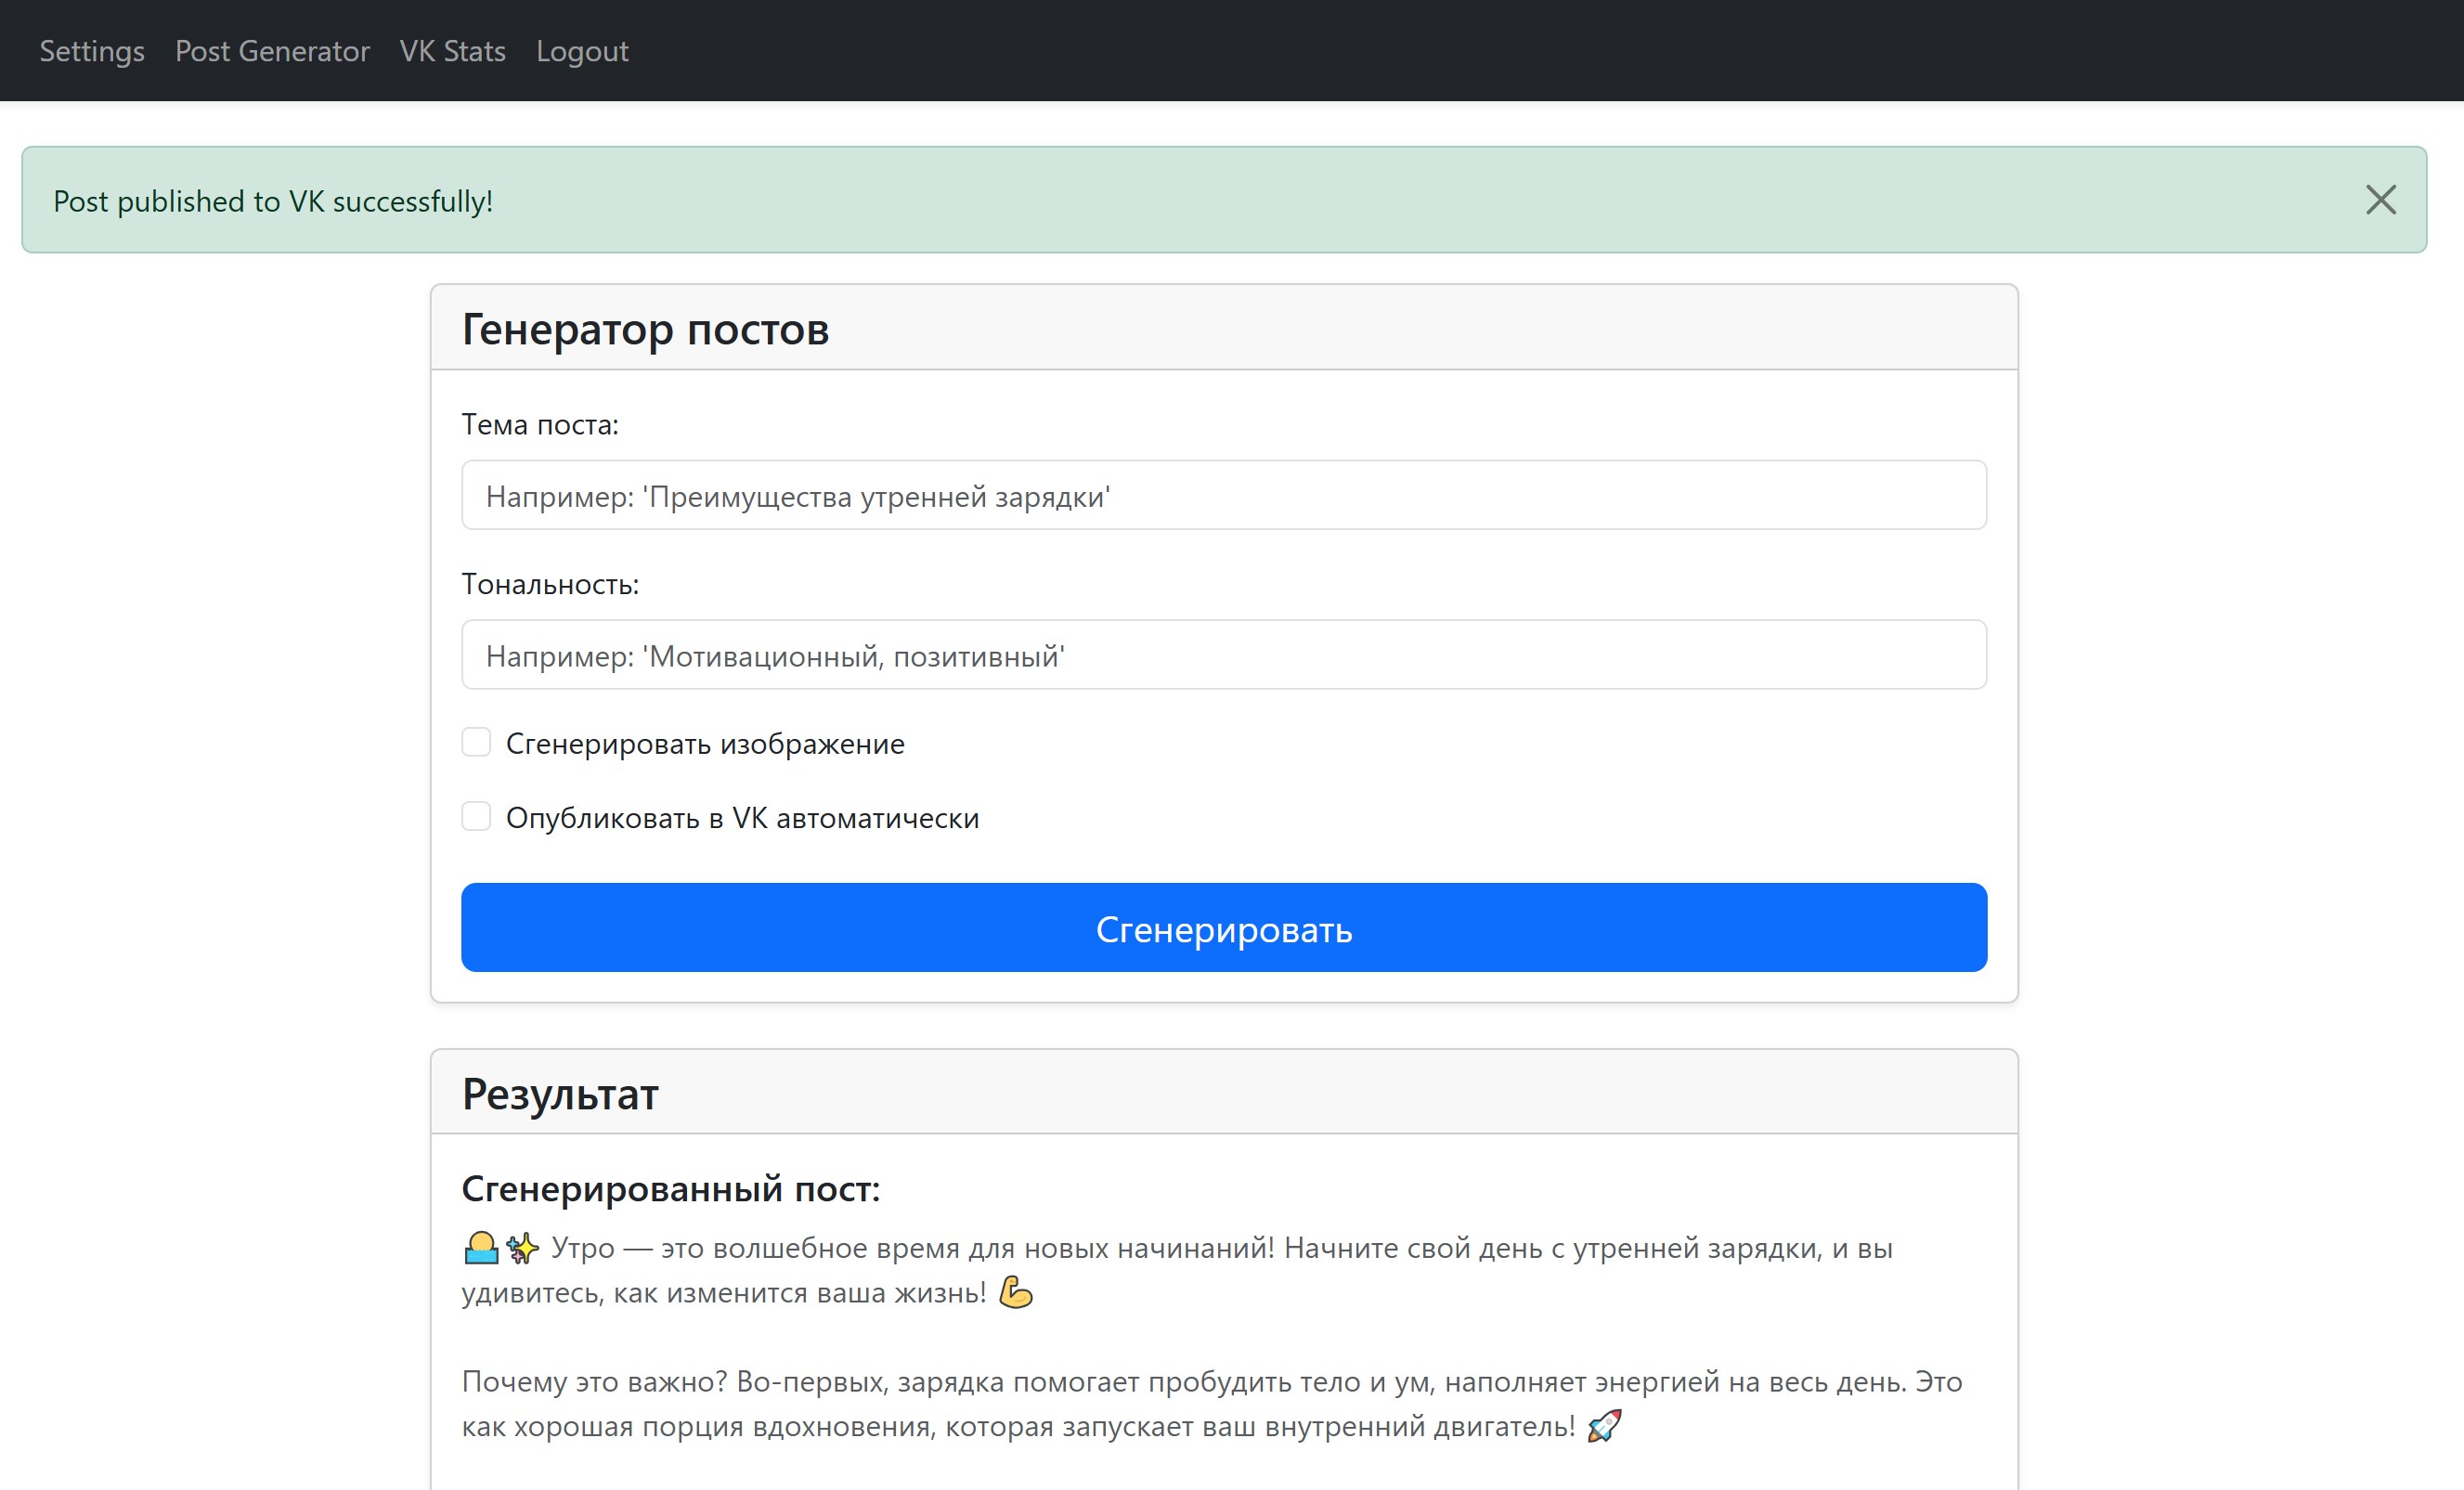 Settings Post Generator VK Stats Logout
Post published to VK successfully!
Генератор постов
Тема поста:
Например: 'Преимущества утренней зарядки'
Тональность:
Например: 'Мотивационный, позитивный'
Сгенерировать изображение
Опубликовать в VK автоматически
Сгенерировать
Результат
Сгенерированный пост:
Утро — это волшебное время для новых начинаний! Начните свой день с утренней зарядки, и вы
удивитесь, как изменится ваша жизнь! 💪
Почему это важно? Во-первых, зарядка помогает пробудить тело и ум, наполняет энергией на весь день. Это
как хорошая порция вдохновения, которая запускает ваш внутренний двигатель! 🚀